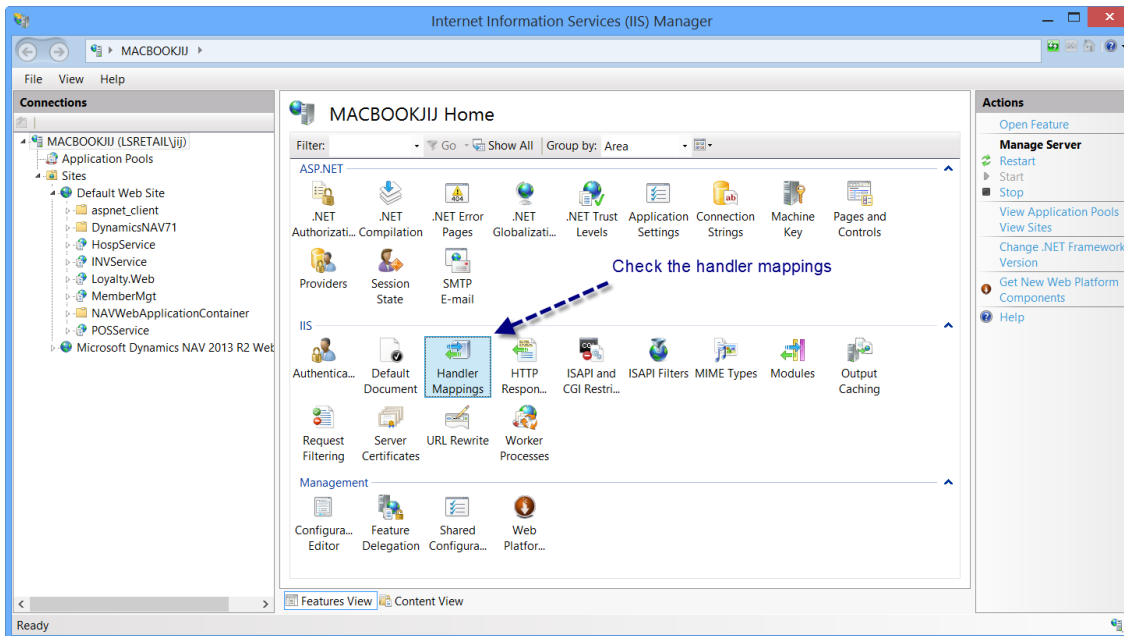 Internet Information Services (IIS) Manager
MACBOOKJIJ
File View Help
Connections
MACBOOKJIJ (LSRETAIL\jij)
Application Pools
Sites
Default Web Site
aspnet_client
DynamicsNAV71
HospService
INVService
Loyalty.Web
MemberMgt
NAVWebApplicationContainer
POSService
Microsoft Dynamics NAV 2013 R2 Web
MACBOOKJIJ Home
Filter: Go Show All Group by: Area
ASP.NET
.NET Authorizati...
.NET Compilation
.NET Error Pages
.NET Globalizati...
.NET Trust Levels
Application Settings
Connection Strings
Machine Key
Pages and Controls
Providers
Session State
SMTP E-mail
Check the handler mappings
IIS
Authentica...
Default Document
Handler Mappings
HTTP Respon...
ISAPI and CGI Restri...
ISAPI Filters
MIME Types
Modules
Output Caching
Request Filtering
Server Certificates
URL Rewrite
Worker Processes
Management
Configura... Editor
Feature Delegation
Shared Configura...
Web Platfor...
Features View
Content View
Actions
Open Feature
Manage Server
Restart
Start
Stop
View Application Pools
View Sites
Change .NET Framework
Version
Get New Web Platform
Components
Help
Ready